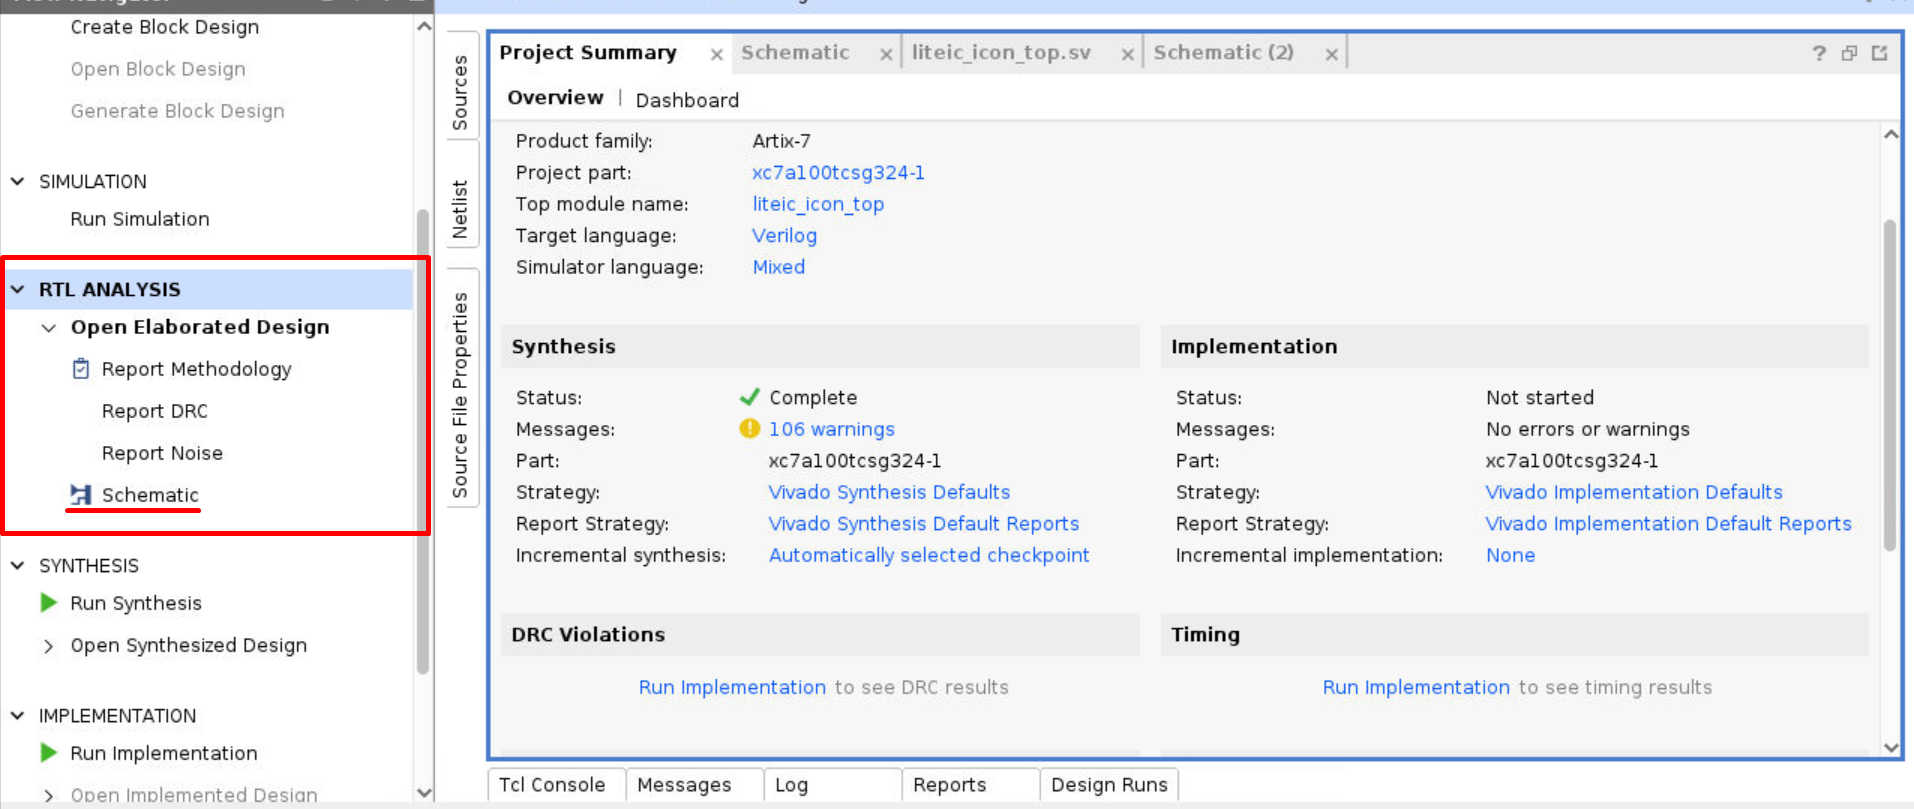 Create Block Design
Open Block Design
Generate Block Design
SIMULATION
Run Simulation
RTL ANALYSIS
Open Elaborated Design
Report Methodology
Report DRC
Report Noise
Schematic
SYNTHESIS
Run Synthesis
Open Synthesized Design
IMPLEMENTATION
Run Implementation
Open Implemented Design
Sources
Netlist
Source File Properties
Project Summary × Schematic × liteic_icon_top.sv × Schematic (2) × ?
Overview | Dashboard
Product family: Artix-7
Project part: xc7a100tcsg324-1
Top module name: liteic_icon_top
Target language: Verilog
Simulator language: Mixed
Synthesis
Status: Complete
Messages: 106 warnings
Part: xc7a100tcsg324-1
Strategy: Vivado Synthesis Defaults
Report Strategy: Vivado Synthesis Default Reports
Incremental synthesis: Automatically selected checkpoint
Implementation
Status: Not started
Messages: No errors or warnings
Part: xc7a100tcsg324-1
Strategy: Vivado Implementation Defaults
Report Strategy: Vivado Implementation Default Reports
Incremental implementation: None
DRC Violations
Run Implementation to see DRC results
Timing
Run Implementation to see timing results
Tcl Console Messages Log Reports Design Runs